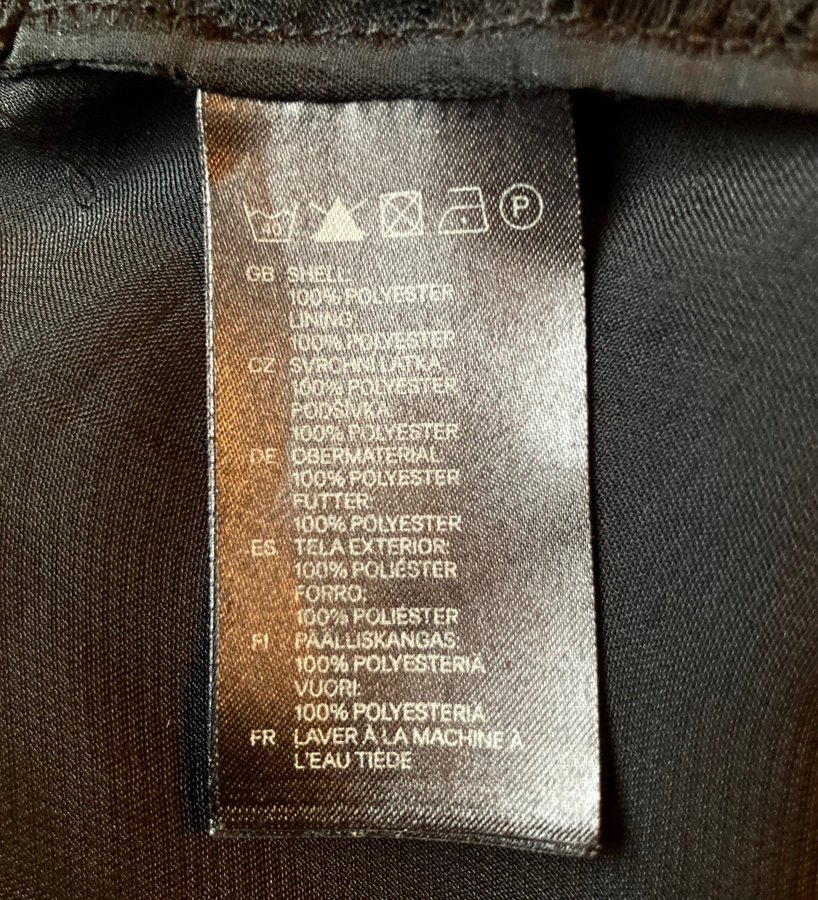 40 P
GB SHELL:
100% POLYESTER
LINING:
100% POLYESTER
CZ SVRCHNÍ LÁTKA:
100% POLYESTER
PODŠÍVKA:
100% POLYESTER
DE OBERMATERIAL:
100% POLYESTER
FUTTER:
100% POLYESTER
ES TELA EXTERIOR:
100% POLIÉSTER
FORRO:
100% POLIÉSTER
FI PÄÄLLISKANGAS:
100% POLYESTERIA
VUORI:
100% POLYESTERIA
FR LAVER À LA MACHINE À
L'EAU TIÈDE